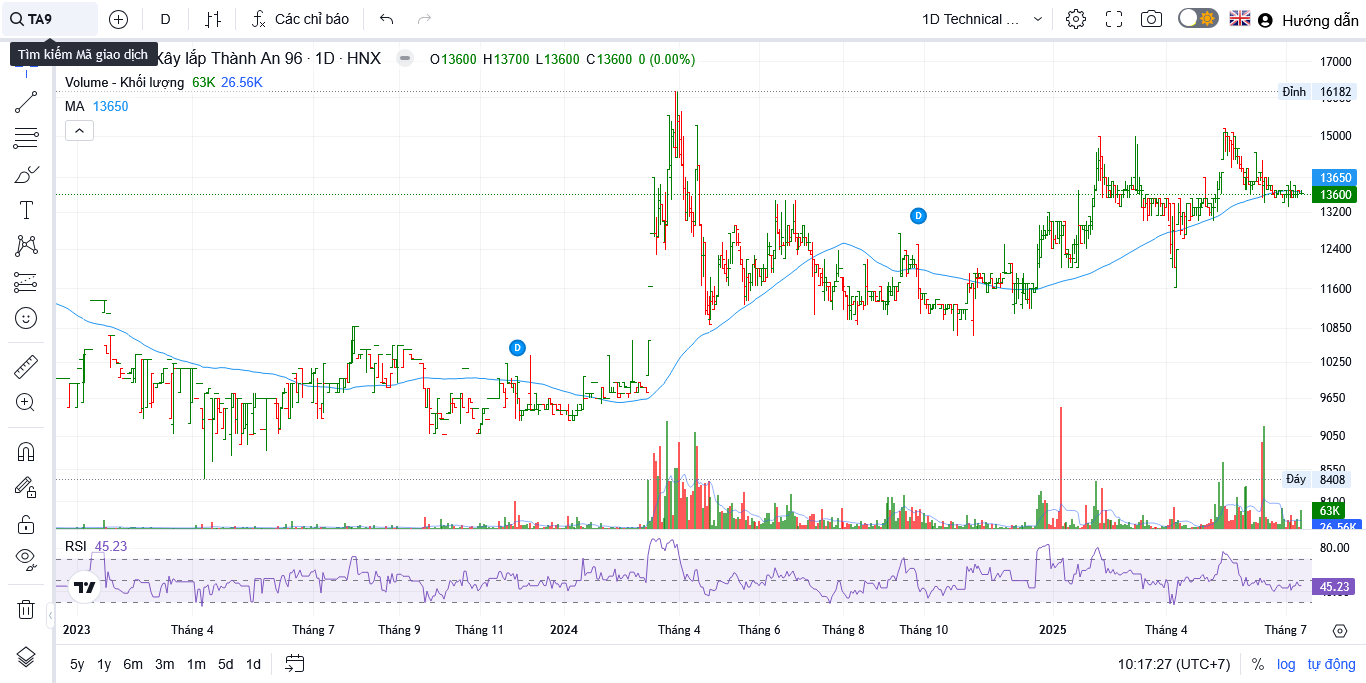 TA9
D
Các chỉ báo
1D Technical ...
Hướng dẫn
Tìm kiếm Mã giao dịch
Xây lắp Thành An 96 · 1D · HNX
O13600 H13700 L13600 C13600 0 (0.00%)
Volume - Khối lượng 63K 26.56K
MA 13650
17000
Đỉnh 16182
15000
13650
13600
13200
12400
11600
10850
10250
9650
9050
8550
Đáy 8408
8100
63K
26.56K
D
D
RSI 45.23
80.00
45.23
2023 Tháng 4 Tháng 7 Tháng 9 Tháng 11 2024 Tháng 4 Tháng 6 Tháng 8 Tháng 10 2025 Tháng 4 Tháng 7
5y 1y 6m 3m 1m 5d 1d
10:17:27 (UTC+7) % log tự động